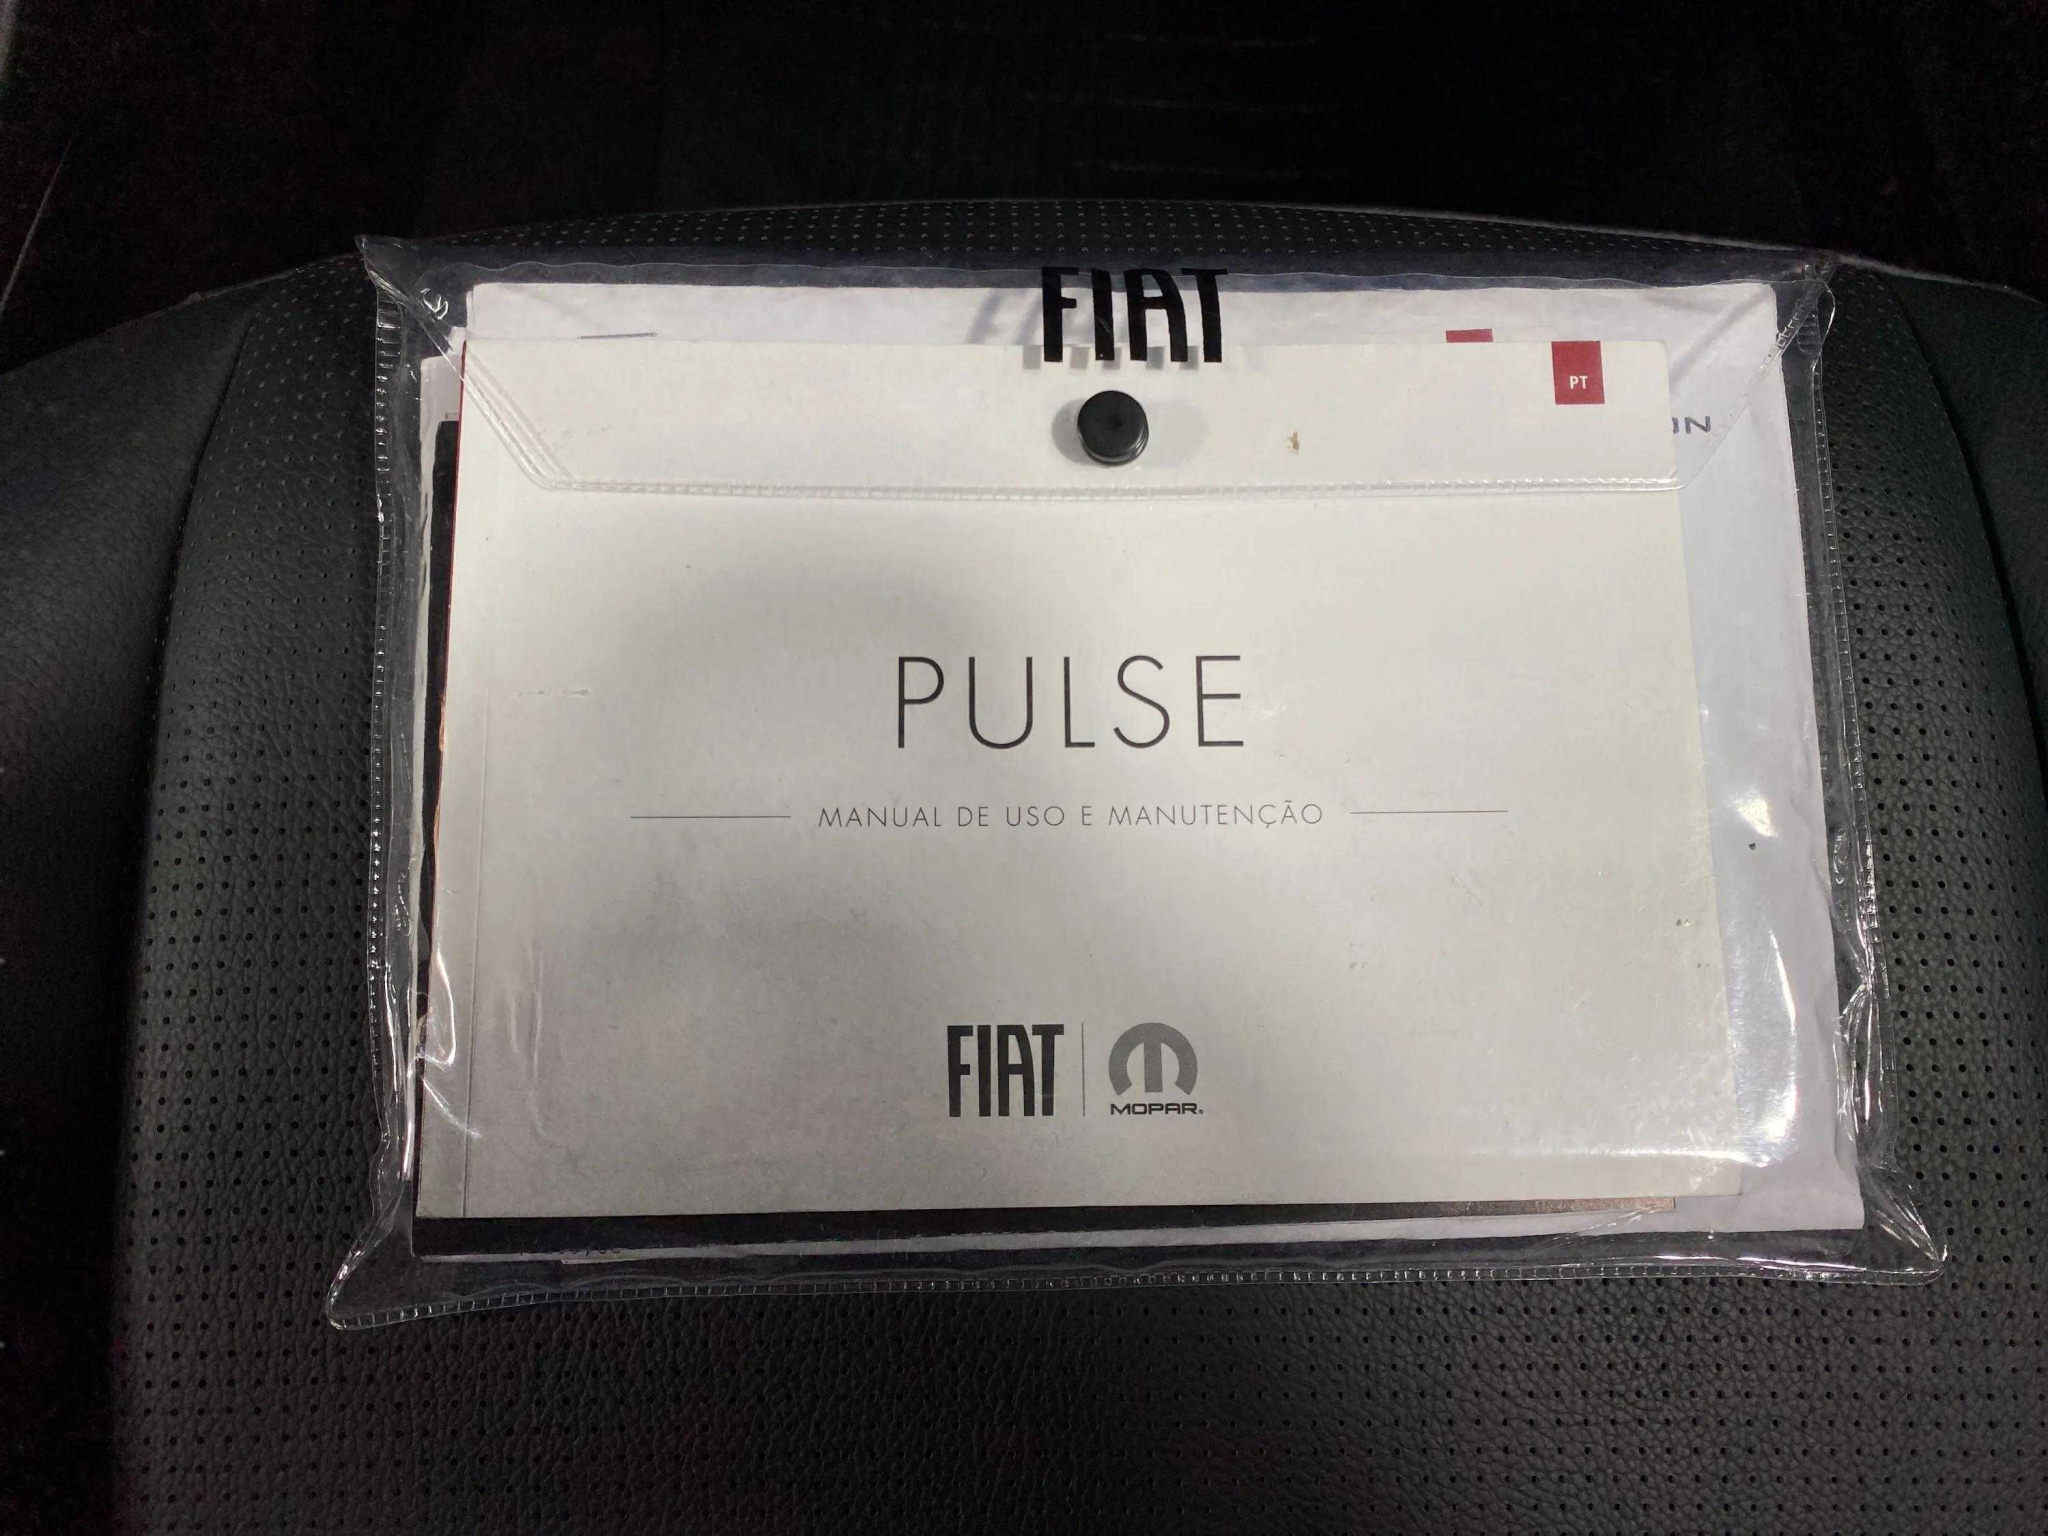 FIAT
PT
PULSE
MANUAL DE USO E MANUTENÇÃO
FIAT
MOPAR®